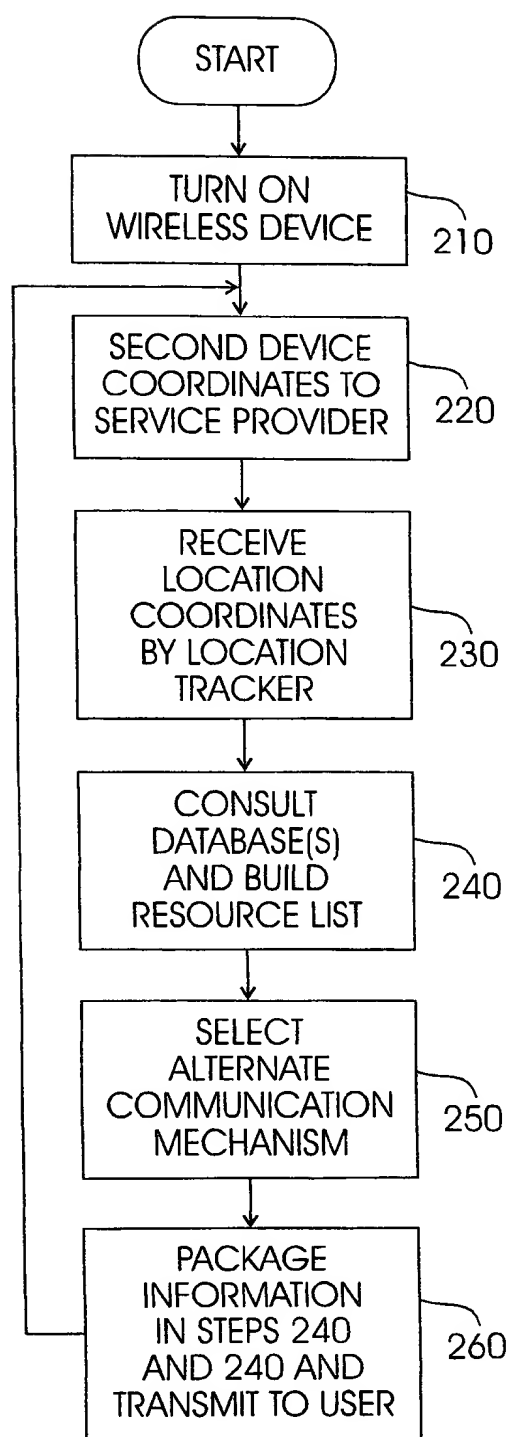 START
TURN ON
WIRELESS DEVICE
210
SECOND DEVICE
COORDINATES TO
SERVICE PROVIDER
220
RECEIVE
LOCATION
COORDINATES
BY LOCATION
TRACKER
230
CONSULT
DATABASE(S)
AND BUILD
RESOURCE LIST
240
SELECT
ALTERNATE
COMMUNICATION
MECHANISM
250
PACKAGE
INFORMATION
IN STEPS 240
AND 240 AND
TRANSMIT TO USER
260